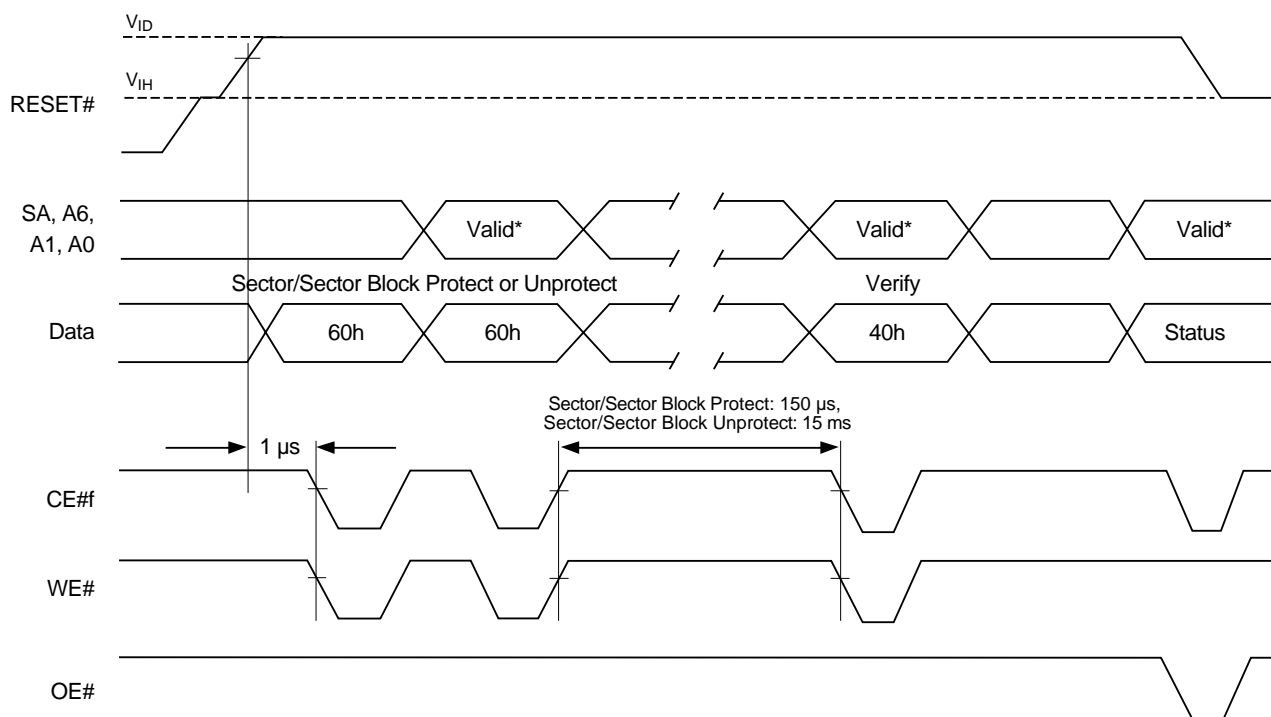 VID
VIH
RESET#
SA, A6,
A1, A0
Valid*
Valid*
Valid*
Sector/Sector Block Protect or Unprotect
Verify
Data
60h
60h
40h
Status
Sector/Sector Block Protect: 150 µs,
Sector/Sector Block Unprotect: 15 ms
1 µs
CE#f
WE#
OE#